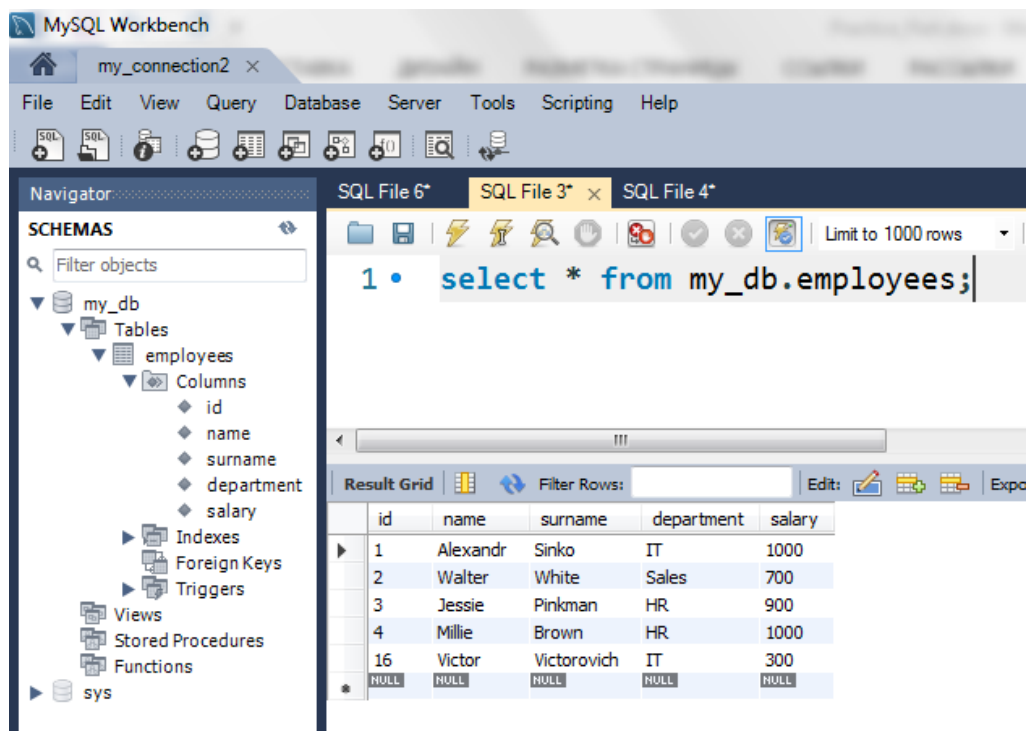 MySQL Workbench
my_connection2 ×
File Edit View Query Database Server Tools Scripting Help
SQL SQL
Navigator
SCHEMAS
Filter objects
my_db
Tables
employees
Columns
id
name
surname
department
salary
Indexes
Foreign Keys
Triggers
Views
Stored Procedures
Functions
sys
SQL File 6* SQL File 3* × SQL File 4*
Limit to 1000 rows
1 select * from my_db.employees;
Result Grid Filter Rows: Edit: Expo
id name surname department salary
1 Alexandr Sinko IT 1000
2 Walter White Sales 700
3 Jessie Pinkman HR 900
4 Millie Brown HR 1000
16 Victor Victorovich IT 300
NULL NULL NULL NULL NULL